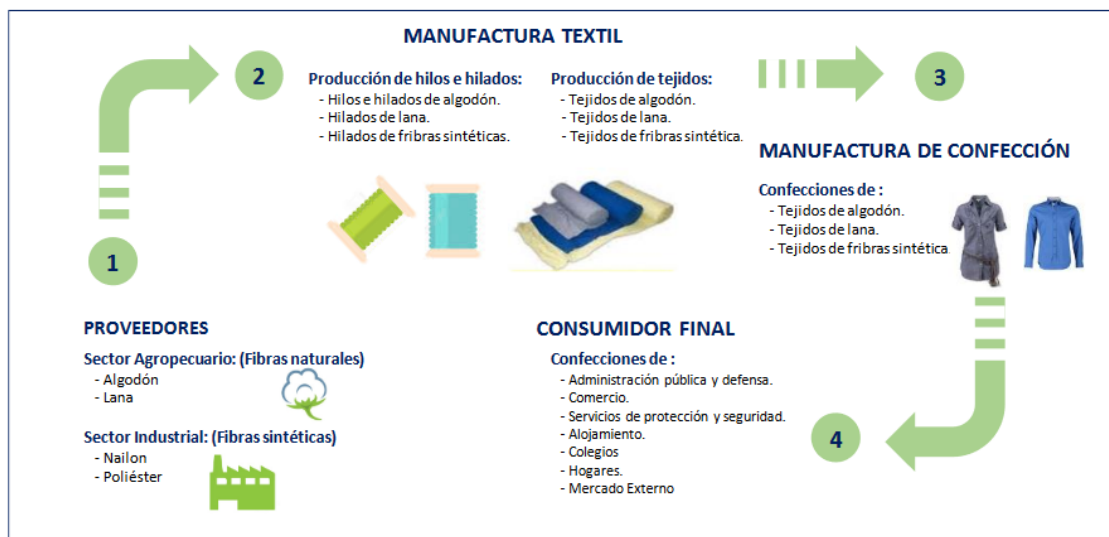 1
PROVEEDORES
Sector Agropecuario: (Fibras naturales)
- Algodón
- Lana
Sector Industrial: (Fibras sintéticas)
- Nailon
- Poliéster
2
MANUFACTURA TEXTIL
Producción de hilos e hilados:
- Hilos e hilados de algodón.
- Hilados de lana.
- Hilados de fribras sintéticas.
Producción de tejidos:
- Tejidos de algodón.
- Tejidos de lana.
- Tejidos de fribras sintética.
3
MANUFACTURA DE CONFECCIÓN
Confecciones de :
- Tejidos de algodón.
- Tejidos de lana.
- Tejidos de fribras sintética
4
CONSUMIDOR FINAL
Confecciones de :
- Administración pública y defensa.
- Comercio.
- Servicios de protección y seguridad.
- Alojamiento.
- Colegios
- Hogares.
- Mercado Externo